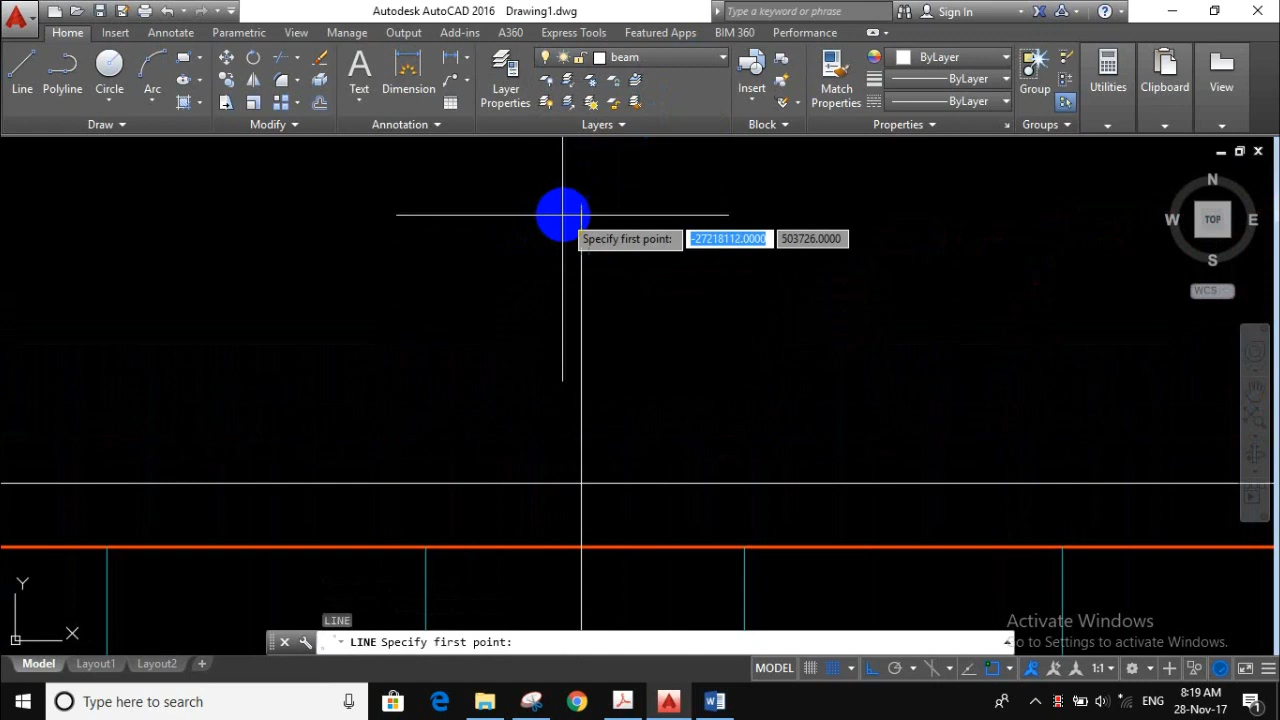 Autodesk AutoCAD 2016 Drawing1.dwg
Type a keyword or phrase
Sign In
Home Insert Annotate Parametric View Manage Output Add-ins A360 Express Tools Featured Apps BIM 360 Performance
Line Polyline Circle Arc
Text Dimension
Layer Properties
beam
Insert
Match Properties
ByLayer
ByLayer
ByLayer
Group
Utilities
Clipboard
View
Draw Modify Annotation Layers Block Properties Groups
N
W TOP E
S
WCS
Specify first point: -27218112.0000 503726.0000
Y
X
LINE
Activate Windows
Go to Settings to activate Windows.
LINE Specify first point:
Model Layout1 Layout2 +
MODEL
1:1
Type here to search
ENG
8:19 AM
28-Nov-17
1